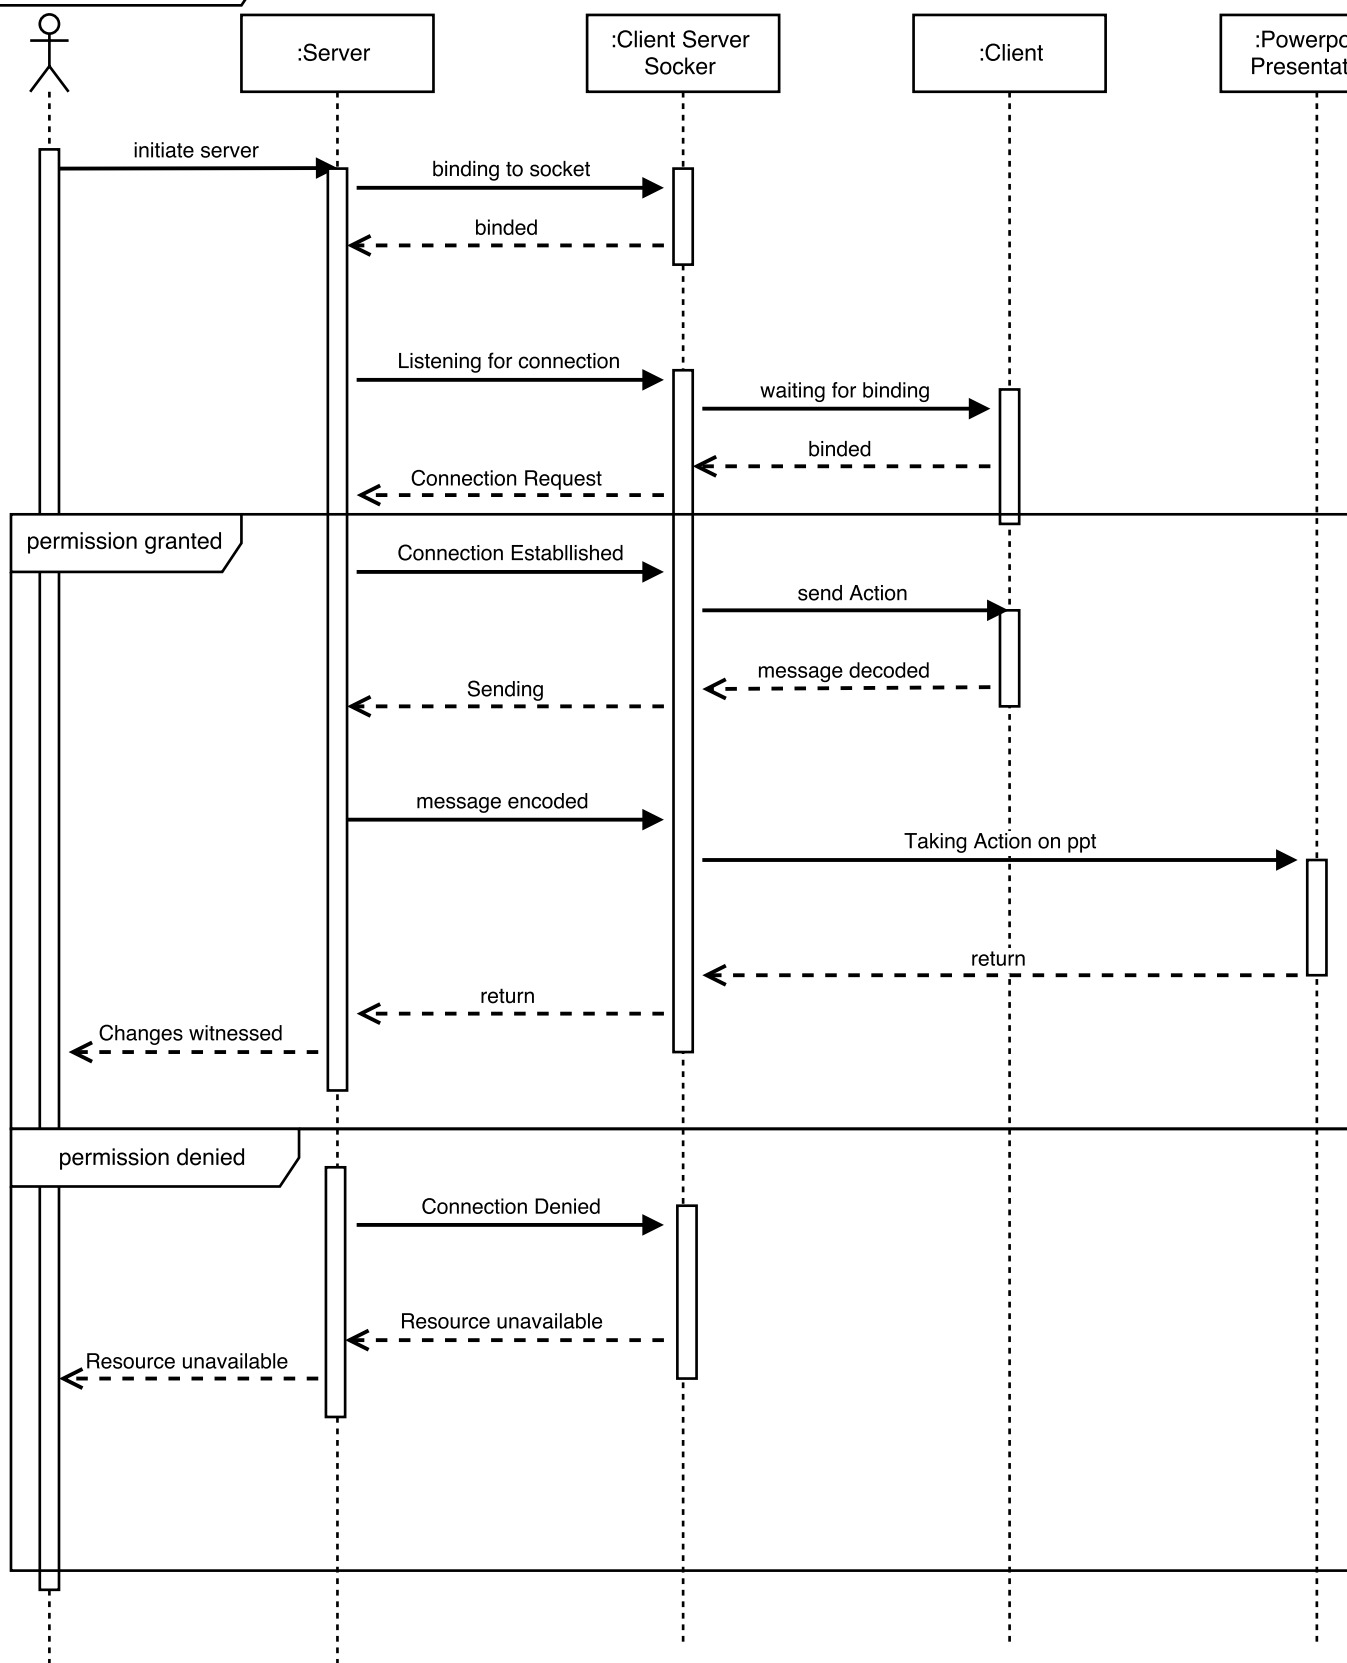 :Server
:Client Server
Socker
:Client
:Powerpo
Presentat
initiate server
binding to socket
binded
Listening for connection
waiting for binding
binded
Connection Request
permission granted
Connection Establlished
send Action
message decoded
Sending
message encoded
Taking Action on ppt
return
return
Changes witnessed
permission denied
Connection Denied
Resource unavailable
Resource unavailable